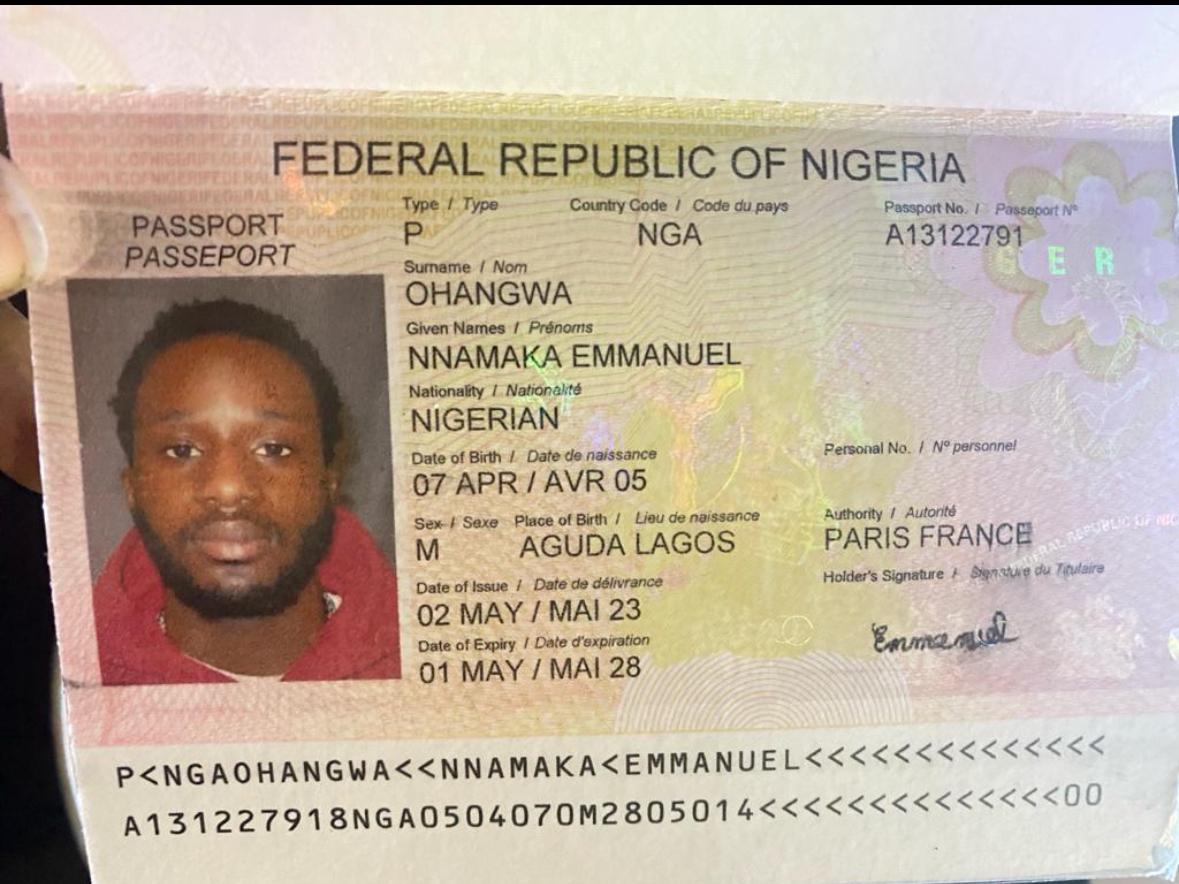 FEDERAL REPUBLIC OF NIGERIA
PASSPORT
PASSEPORT
Type / Type Country Code / Code du pays Passport No. / Passeport N°
P NGA A13122791
G E R
Surname / Nom
OHANGWA
Given Names / Prénoms
NNAMAKA EMMANUEL
Nationality / Nationalité
NIGERIAN
Date of Birth / Date de naissance Personal No. / N° personnel
07 APR / AVR 05
Sex / Sexe Place of Birth / Lieu de naissance Authority / Autorité
M AGUDA LAGOS PARIS FRANCE
Date of Issue / Date de délivrance Holder's Signature / Signature du Titulaire
02 MAY / MAI 23
Emmanuel
Date of Expiry / Date d'expiration
01 MAY / MAI 28
P<NGAOHANGWA<<NNAMAKA<EMMANUEL<<<<<<<<<<<<<<
A131227918NGA0504070M2805014<<<<<<<<<<<<<<00